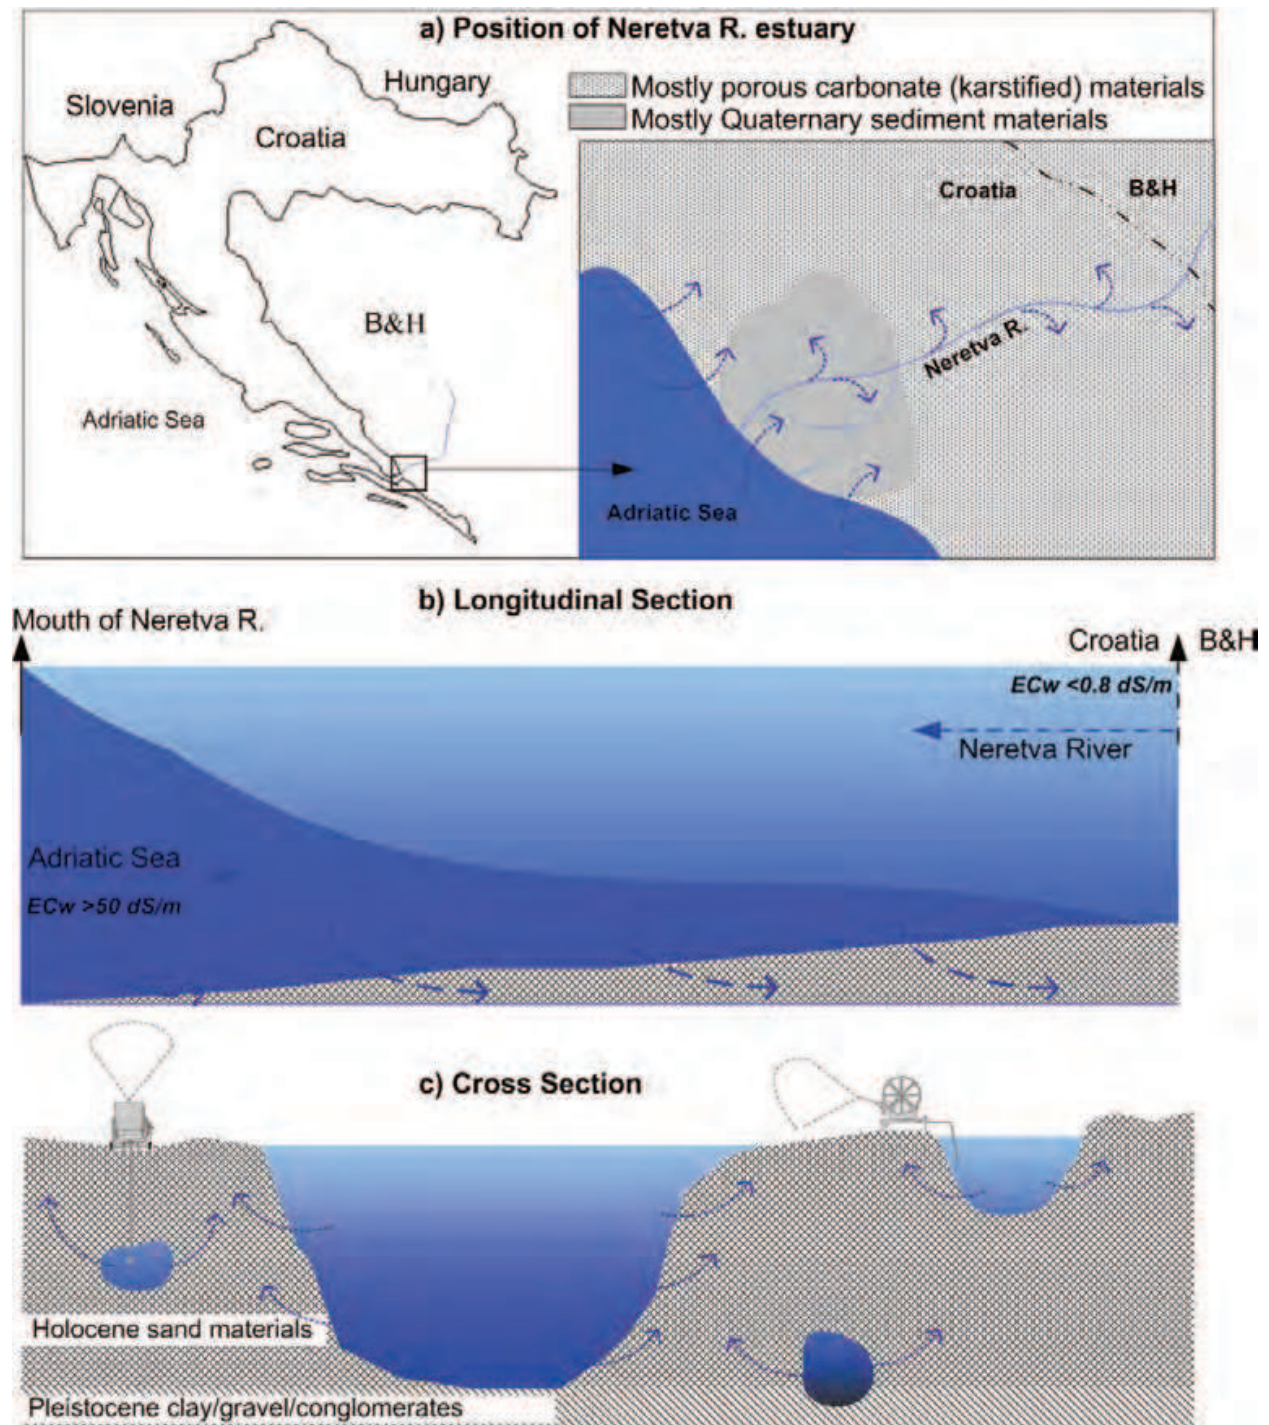 a) Position of Neretva R. estuary
Hungary
Slovenia
Croatia
Mostly porous carbonate (karstified) materials
Mostly Quaternary sediment materials
B&H
Adriatic Sea
Croatia
B&H
Neretva R.
Adriatic Sea
b) Longitudinal Section
Mouth of Neretva R.
Croatia
B&H
ECw <0.8 dS/m
Neretva River
Adriatic Sea
ECw >50 dS/m
c) Cross Section
Holocene sand materials
Pleistocene clay/gravel/conglomerates